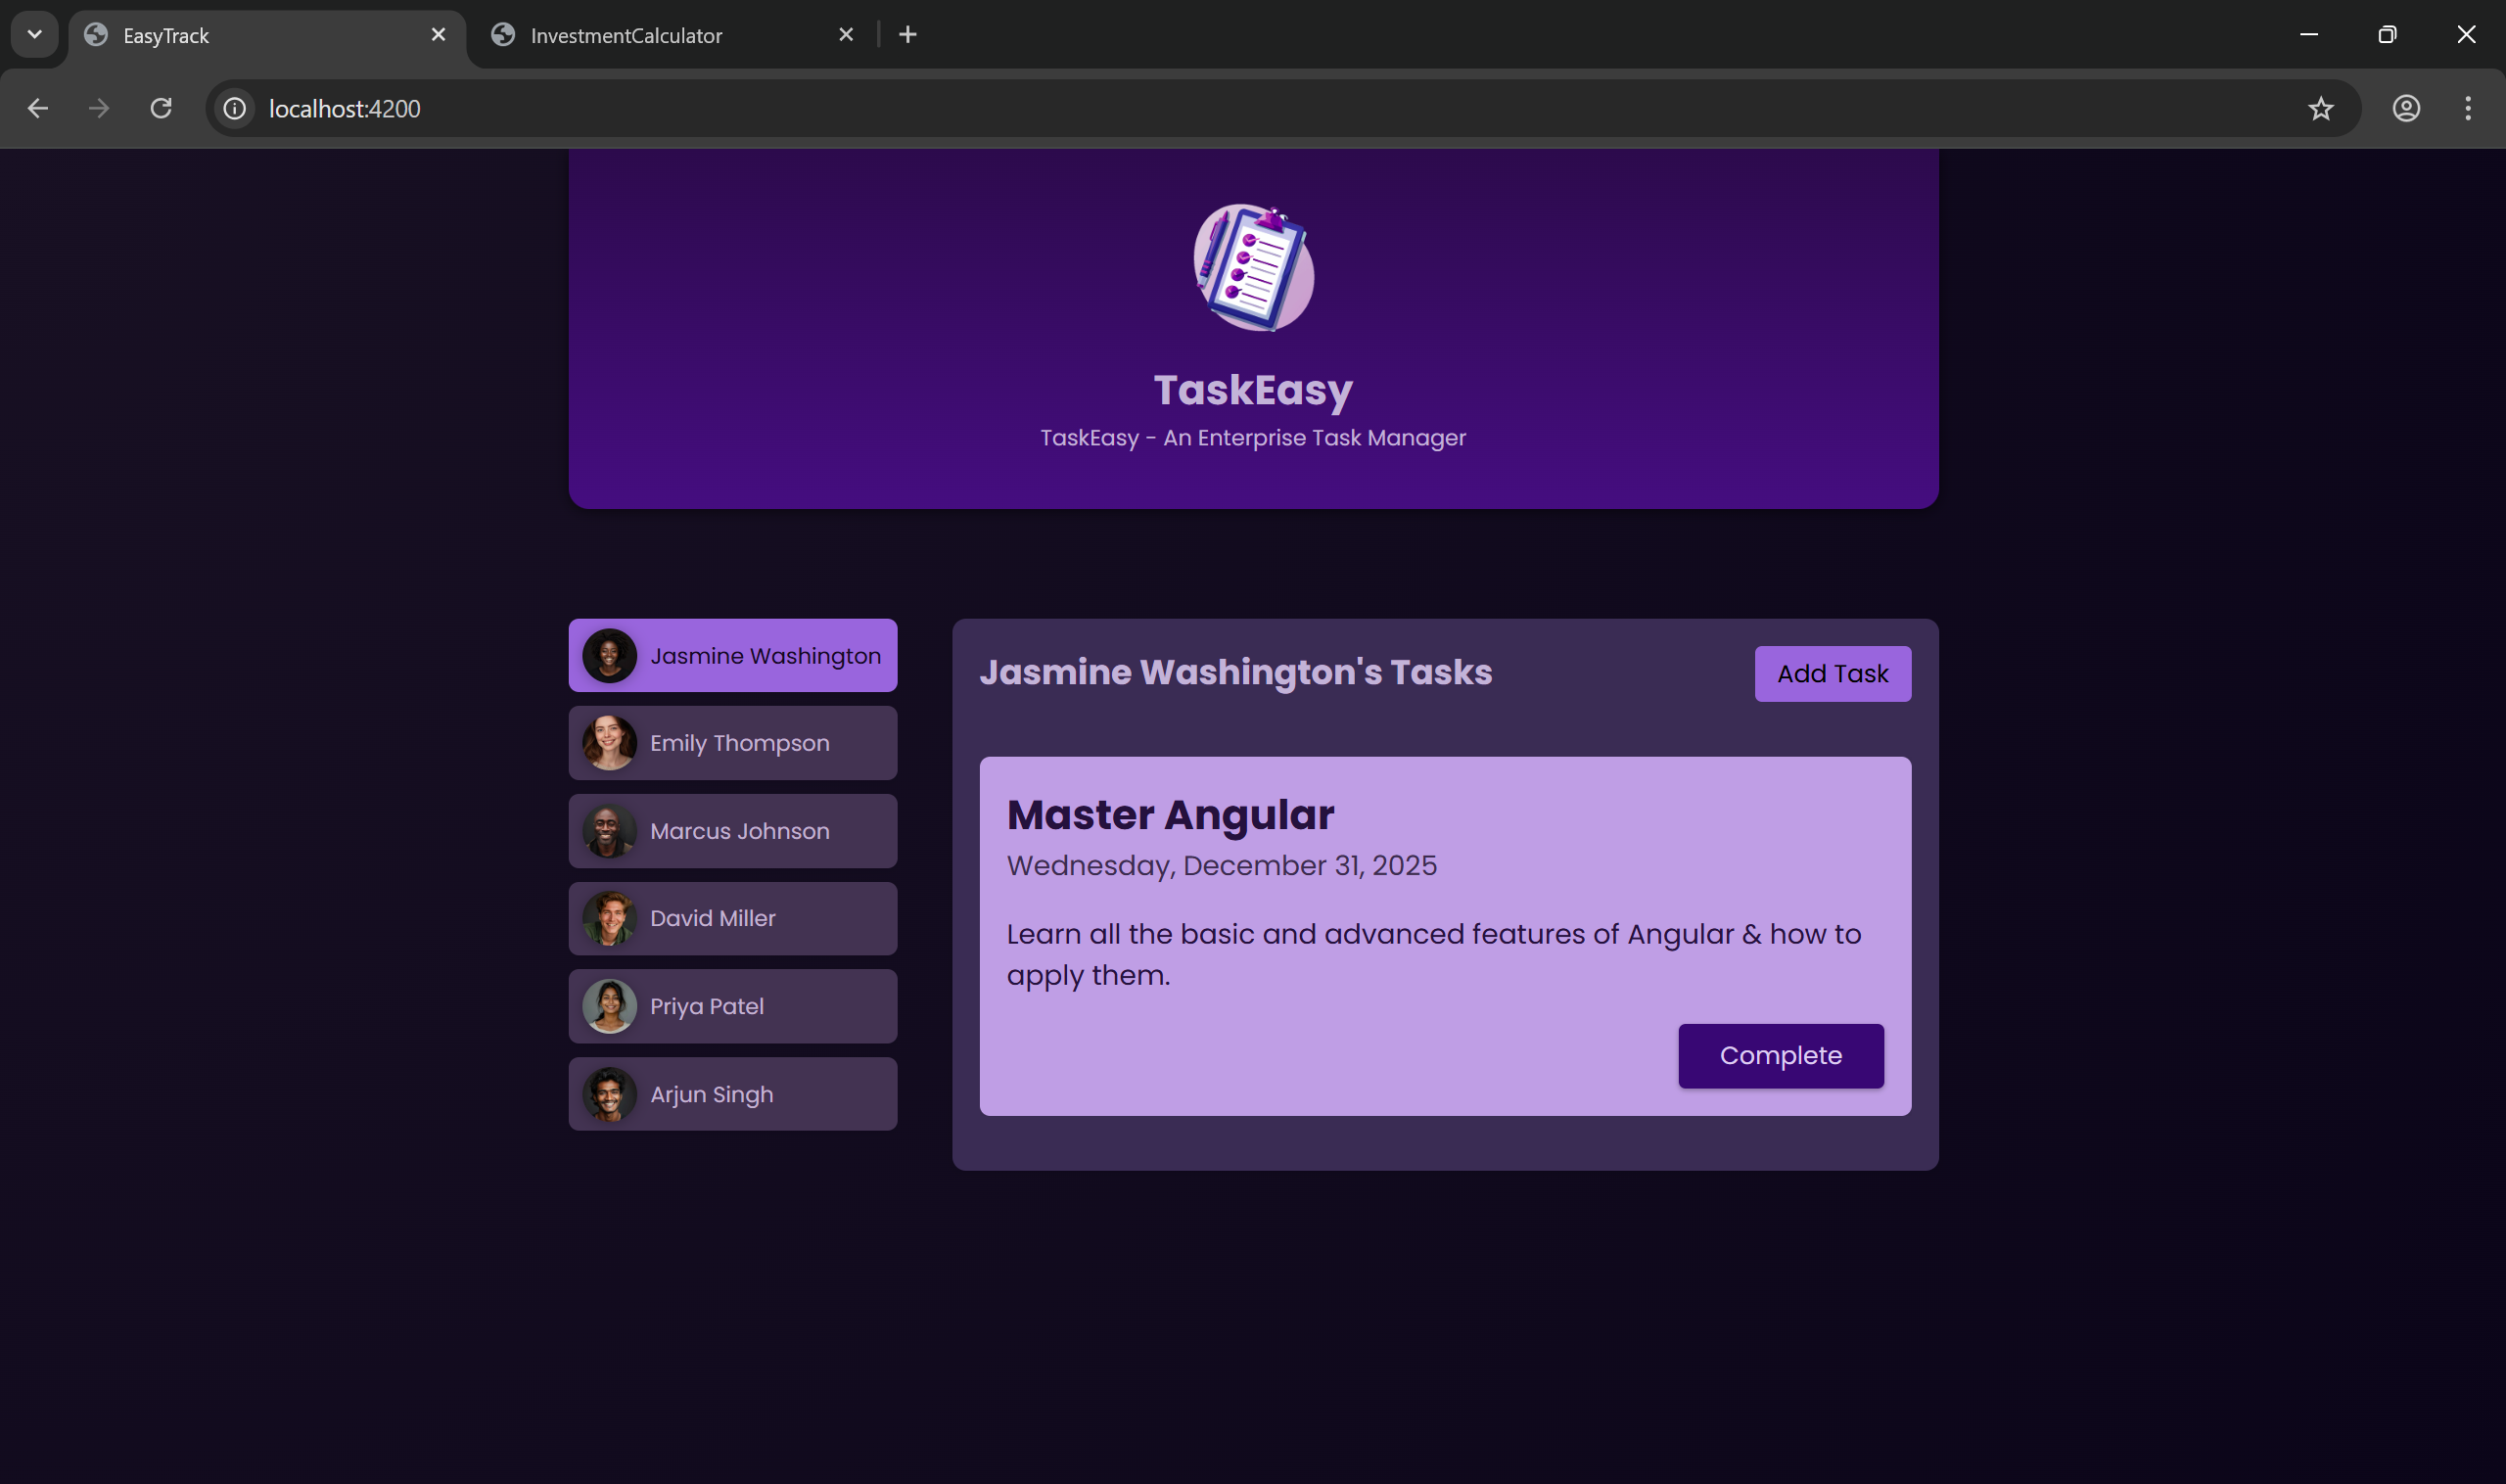 EasyTrack
InvestmentCalculator
localhost:4200
TaskEasy
TaskEasy - An Enterprise Task Manager
Jasmine Washington
Emily Thompson
Marcus Johnson
David Miller
Priya Patel
Arjun Singh
Jasmine Washington's Tasks
Add Task
Master Angular
Wednesday, December 31, 2025
Learn all the basic and advanced features of Angular & how to
apply them.
Complete